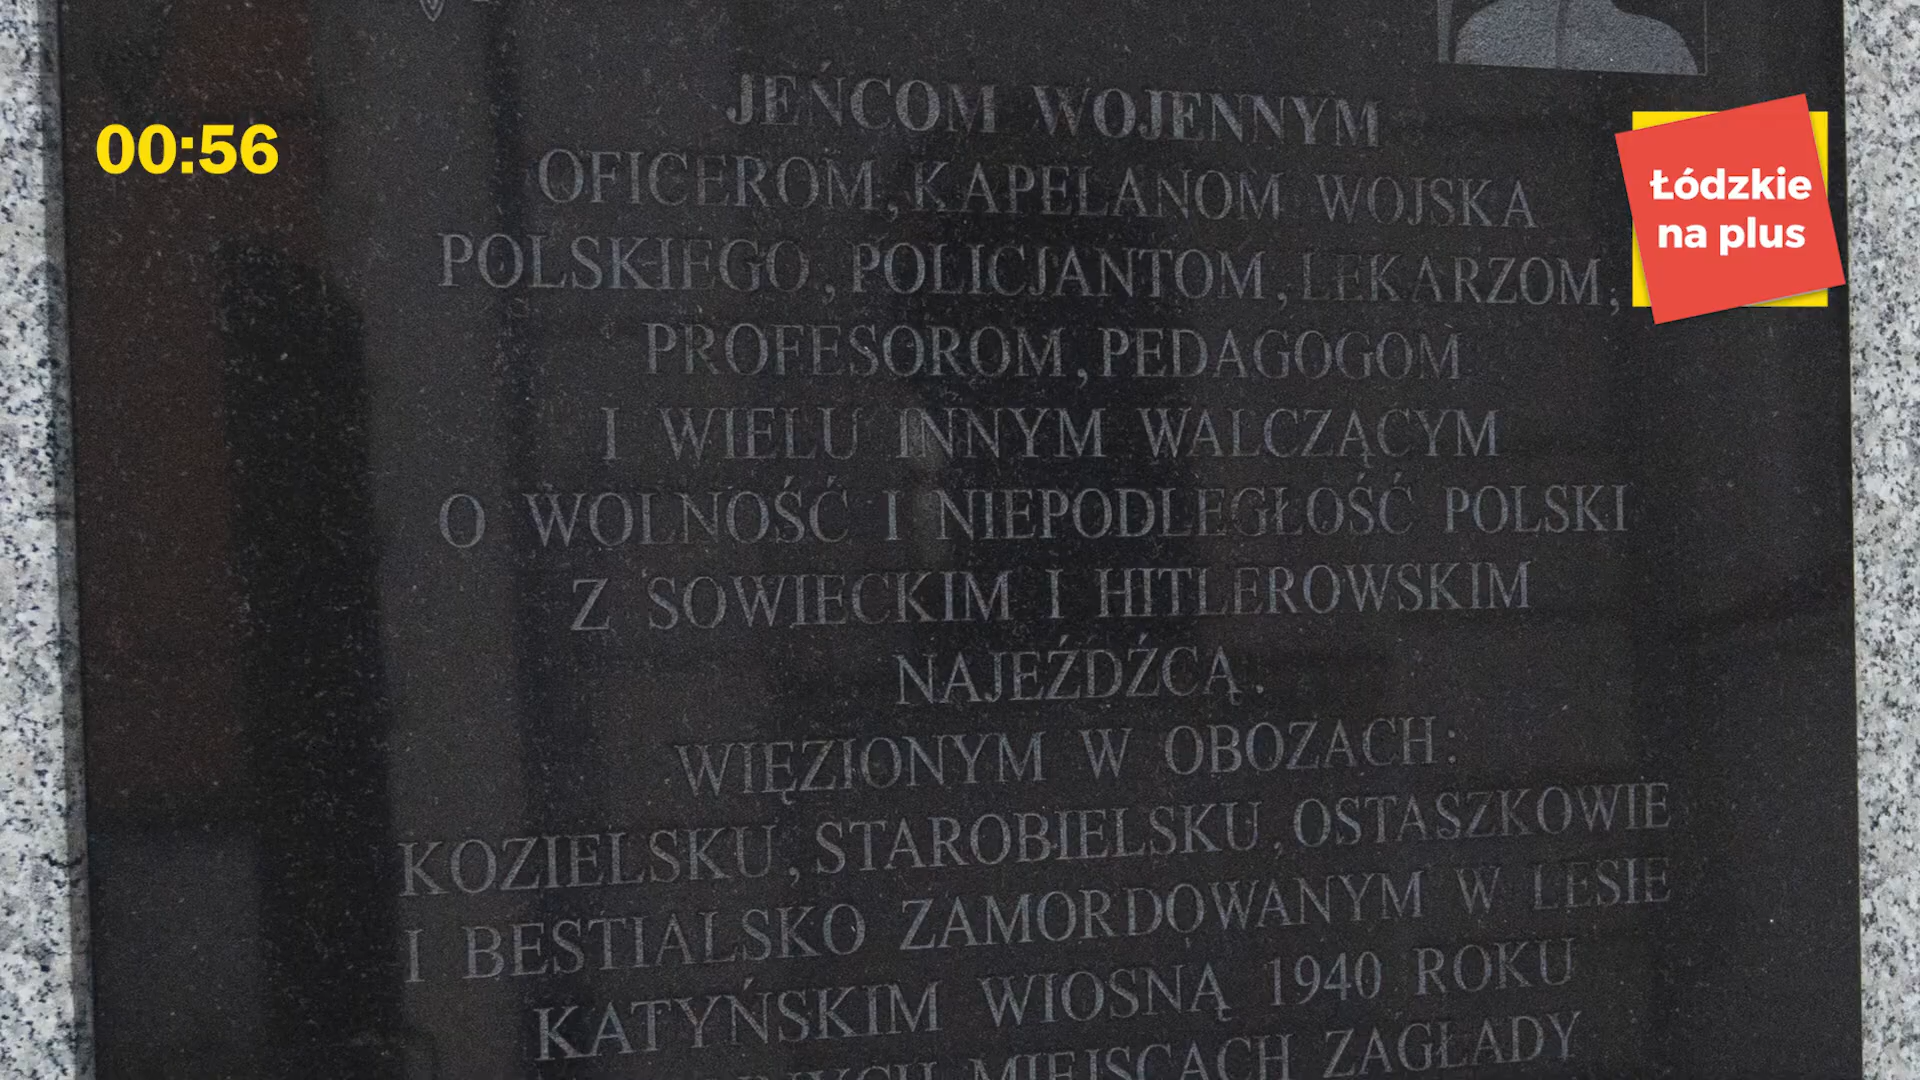 00:56
Łódzkie
na plus
JEŃCOM WOJENNYM
OFICEROM, KAPELANOM WOJSKA
POLSKIEGO, POLICJANTOM, LEKARZOM,
PROFESOROM, PEDAGOGOM
I WIELU INNYM WALCZĄCYM
O WOLNOŚĆ I NIEPODLEGŁOŚĆ POLSKI
Z SOWIECKIM I HITLEROWSKIM
NAJEŹDŹCĄ.
WIĘZIONYM W OBOZACH:
KOZIELSKU, STAROBIELSKU, OSTASZKOWIE
I BESTIALSKO ZAMORDOWANYM W LESIE
KATYŃSKIM WIOSNĄ 1940 ROKU
MIEJSCACH ZAGŁADY